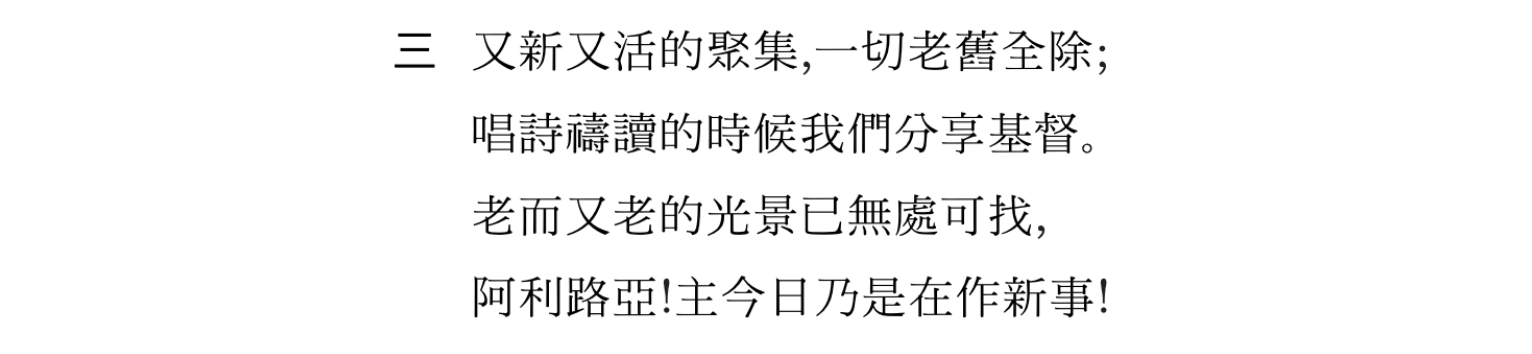 三 又新又活的聚集,一切老舊全除;
唱詩禱讀的時候我們分享基督。
老而又老的光景已無處可找,
阿利路亞!主今日乃是在作新事!